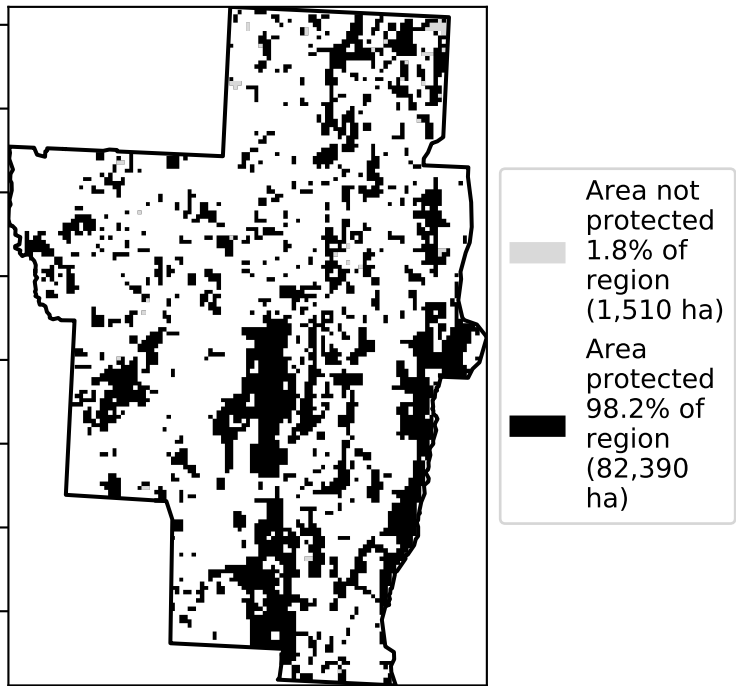 Area not
protected
1.8% of
region
(1,510 ha)
Area
protected
98.2% of
region
(82,390
ha)